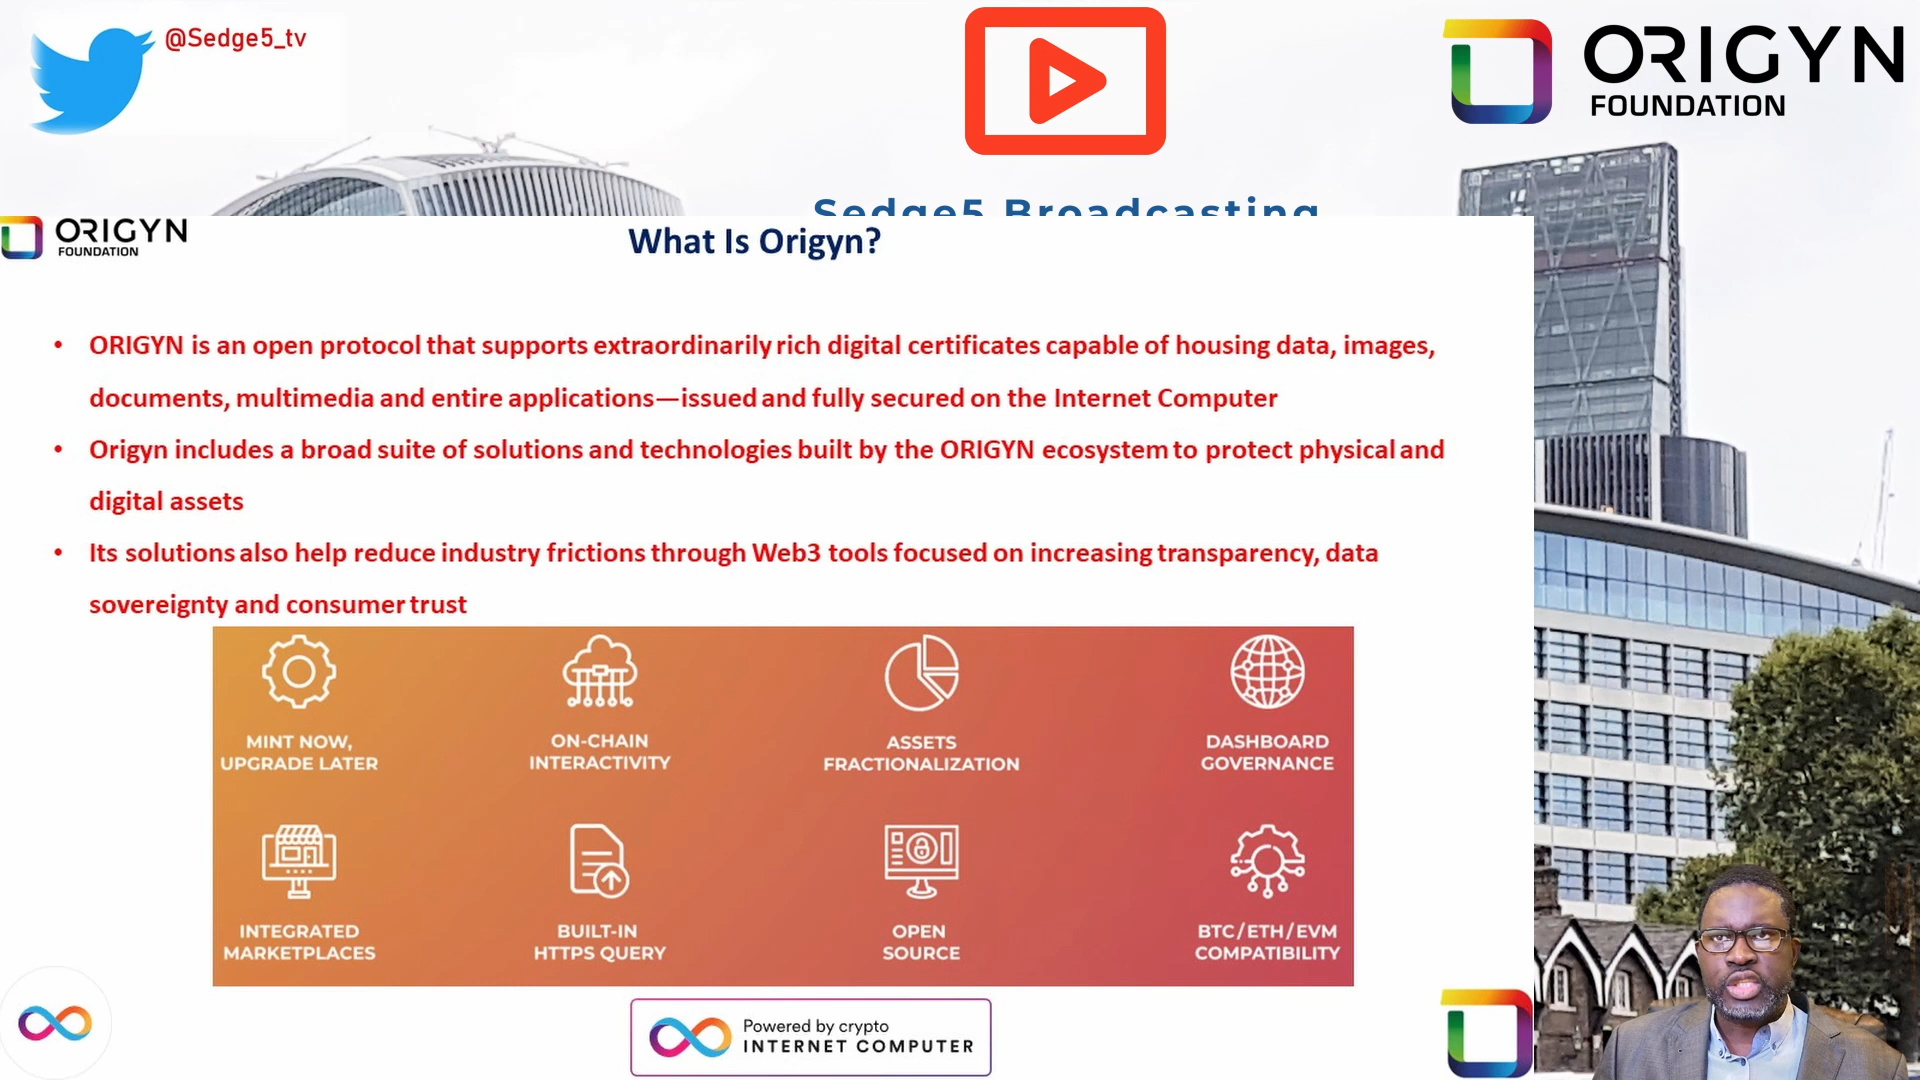 @Sedge5_tv
ORIGYN
FOUNDATION
Sedge5 Broadcasting
ORIGYN
FOUNDATION
What Is Origyn?
• ORIGYN is an open protocol that supports extraordinarily rich digital certificates capable of housing data, images,
documents, multimedia and entire applications—issued and fully secured on the Internet Computer
• Origyn includes a broad suite of solutions and technologies built by the ORIGYN ecosystem to protect physical and
digital assets
• Its solutions also help reduce industry frictions through Web3 tools focused on increasing transparency, data
sovereignty and consumer trust
MINT NOW,
UPGRADE LATER
ON-CHAIN
INTERACTIVITY
ASSETS
FRACTIONALIZATION
DASHBOARD
GOVERNANCE
INTEGRATED
MARKETPLACES
BUILT-IN
HTTPS QUERY
OPEN
SOURCE
BTC/ETH/EVM
COMPATIBILITY
Powered by crypto
INTERNET COMPUTER